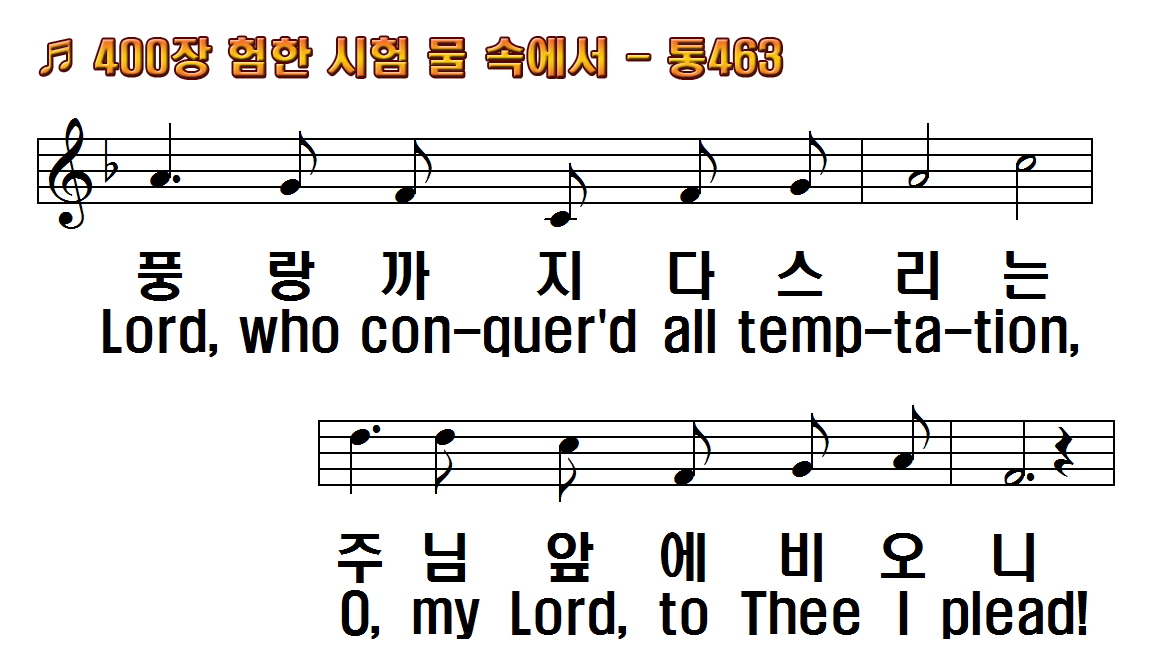 ♬ 400장 험한 시험 물 속에서 - 통463
풍 랑 까 지 다 스 리 는
Lord, who con-quer'd all temp-ta-tion,
주 님 앞 에 비 오 니
O, my Lord, to Thee I plead!